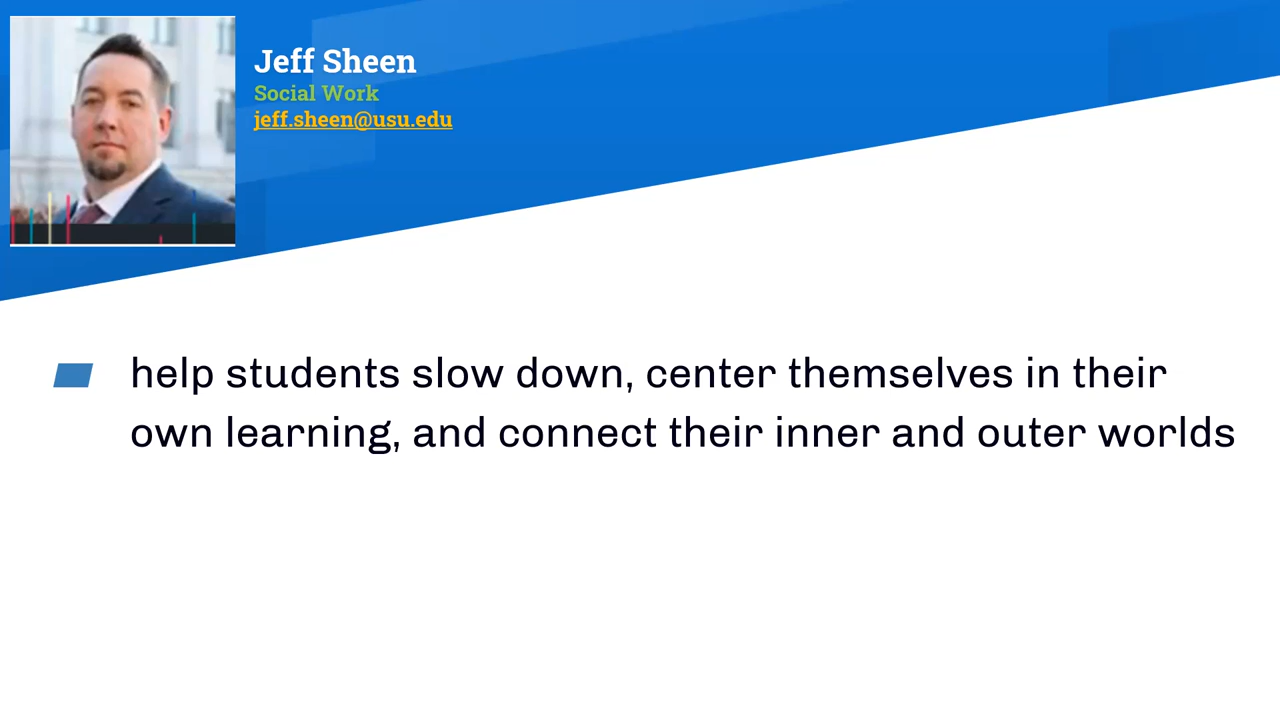 Jeff Sheen
Social Work
jeff.sheen@usu.edu
help students slow down, center themselves in their
own learning, and connect their inner and outer worlds